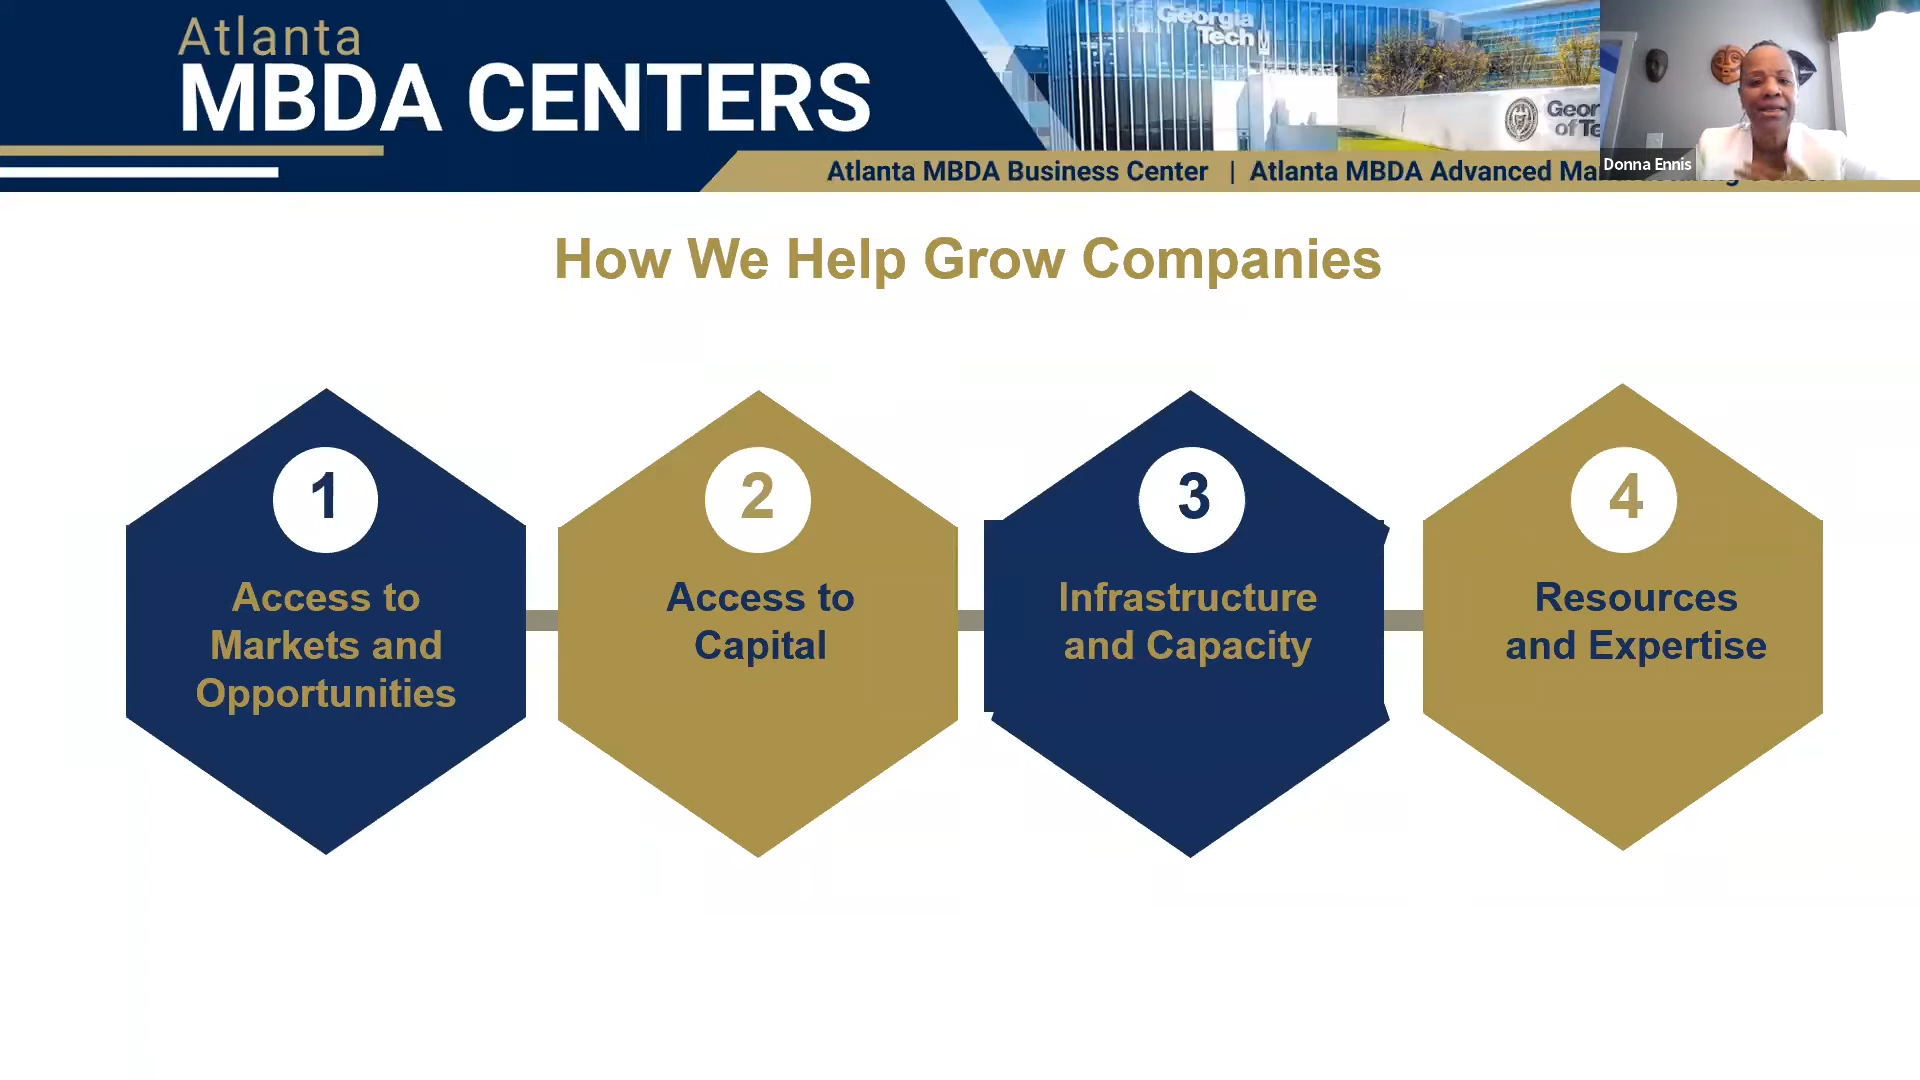 Atlanta
MBDA CENTERS
Georgia
Tech
Donna Ennis
Atlanta MBDA Business Center | Atlanta MBDA Advanced
How We Help Grow Companies
1
Access to
Markets and
Opportunities
2
Access to
Capital
3
Infrastructure
and Capacity
4
Resources
and Expertise